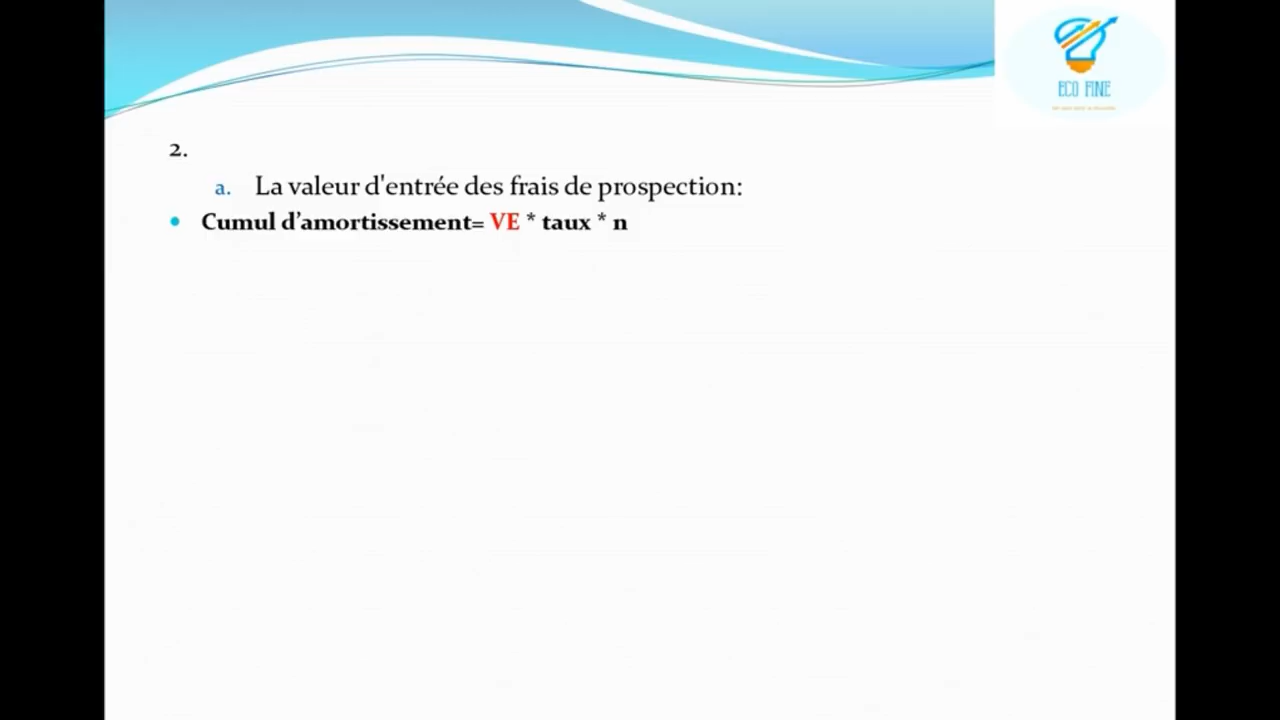 ECO FINE
2.
a. La valeur d'entrée des frais de prospection:
• Cumul d’amortissement= VE * taux * n